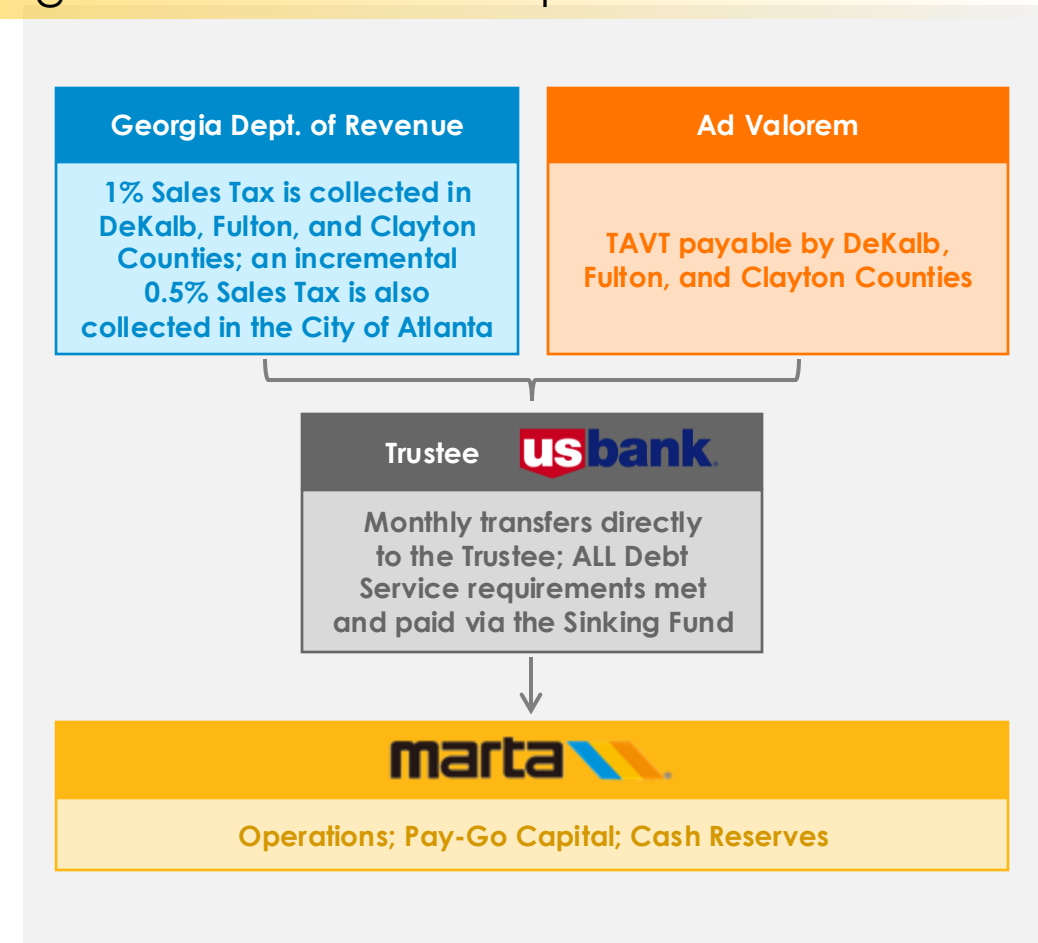 Georgia Dept. of Revenue
1% Sales Tax is collected in
DeKalb, Fulton, and Clayton
Counties; an incremental
0.5% Sales Tax is also
collected in the City of Atlanta
Ad Valorem
TAVT payable by DeKalb,
Fulton, and Clayton Counties
Trustee usbank®
Monthly transfers directly
to the Trustee; ALL Debt
Service requirements met
and paid via the Sinking Fund
marta®
Operations; Pay-Go Capital; Cash Reserves